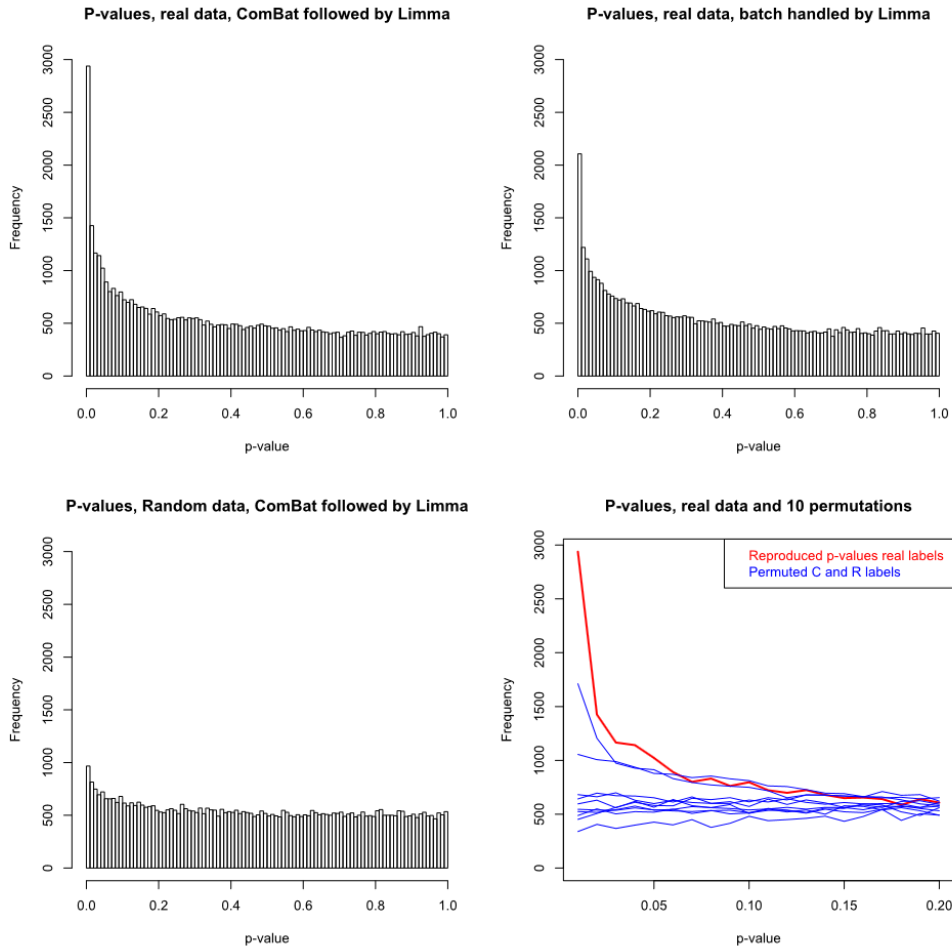 P-values, real data, ComBat followed by Limma
3000
2500
2000
1500
1000
500
0
Frequency
0.0 0.2 0.4 0.6 0.8 1.0
p-value
P-values, real data, batch handled by Limma
3000
2500
2000
1500
1000
500
0
Frequency
0.0 0.2 0.4 0.6 0.8 1.0
p-value
P-values, Random data, ComBat followed by Limma
3000
2500
2000
1500
1000
500
0
Frequency
0.0 0.2 0.4 0.6 0.8 1.0
p-value
P-values, real data and 10 permutations
Reproduced p-values real labels
Permuted C and R labels
3000
2500
2000
1500
1000
500
0
Frequency
0.05 0.10 0.15 0.20
p-value